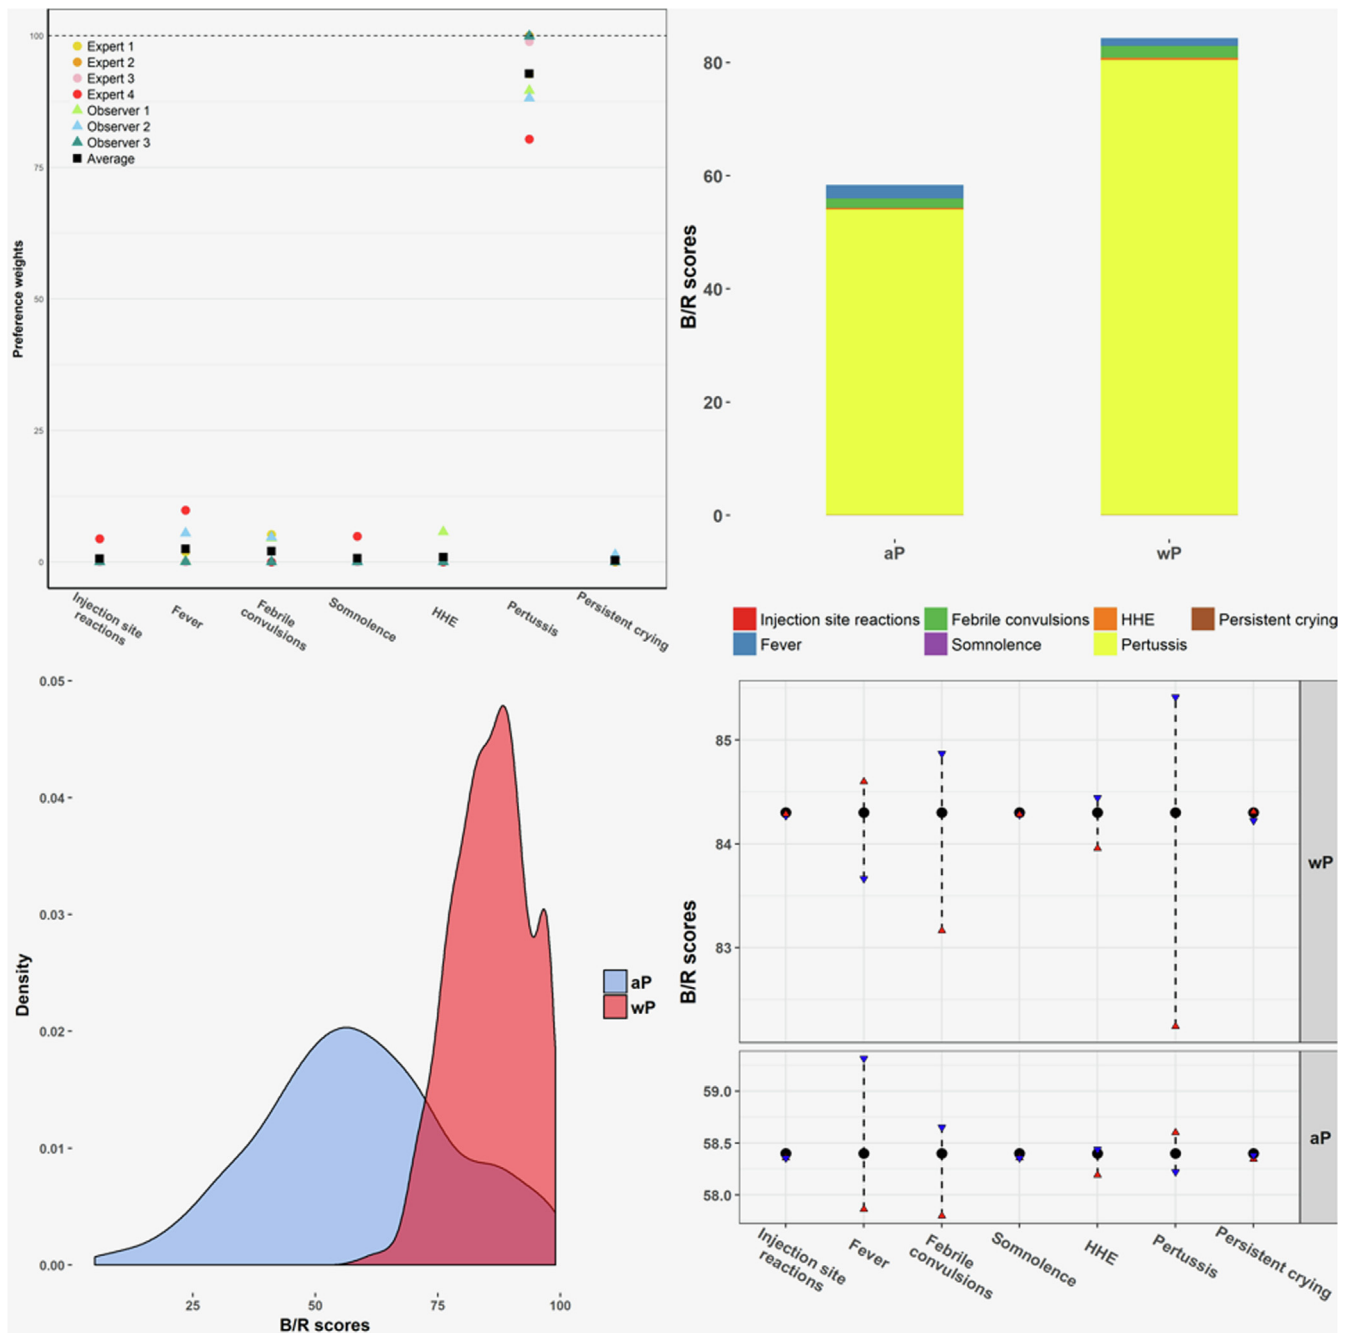 100
75
50
25
0
Preference weights
Expert 1
Expert 2
Expert 3
Expert 4
Observer 1
Observer 2
Observer 3
Average
Injection site
reactions
Fever
Febrile
convulsions
Somnolence
HHE
Pertussis
Persistent crying
80
60
40
20
0
B/R scores
aP
wP
Injection site reactions
Febrile convulsions
HHE
Persistent crying
Fever
Somnolence
Pertussis
0.05
0.04
0.03
0.02
0.01
0.00
Density
25
50
75
100
B/R scores
aP
wP
85
84
83
wP
B/R scores
59.0
58.5
58.0
aP
Injection site
reactions
Fever
Febrile
convulsions
Somnolence
HHE
Pertussis
Persistent crying